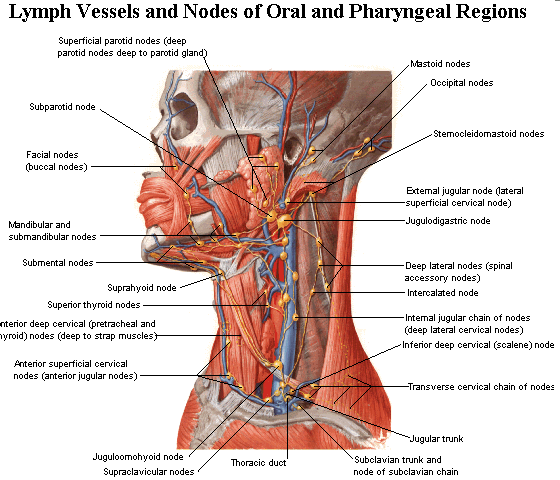 Lymph Vessels and Nodes of Oral and Pharyngeal Regions
Superficial parotid nodes (deep
parotid nodes deep to parotid gland)
Subparotid node
Facial nodes
(buccal nodes)
Mandibular and
submandibular nodes
Submental nodes
Suprahyoid node
Superior thyroid nodes
nterior deep cervical (pretracheal and
hyroid) nodes (deep to strap muscles)
Anterior superficial cervical
nodes (anterior jugular nodes)
Juguloomohyoid node
Supraclavicular nodes
Thoracic duct
Mastoid nodes
Occipital nodes
Sternocleidomastoid nodes
External jugular node (lateral
superficial cervical node)
Jugulodigastric node
Deep lateral nodes (spinal
accessory nodes)
Intercalated node
Internal jugular chain of nodes
(deep lateral cervical nodes)
Inferior deep cervical (scalene) node
Transverse cervical chain of nodes
Jugular trunk
Subclavian trunk and
node of subclavian chain